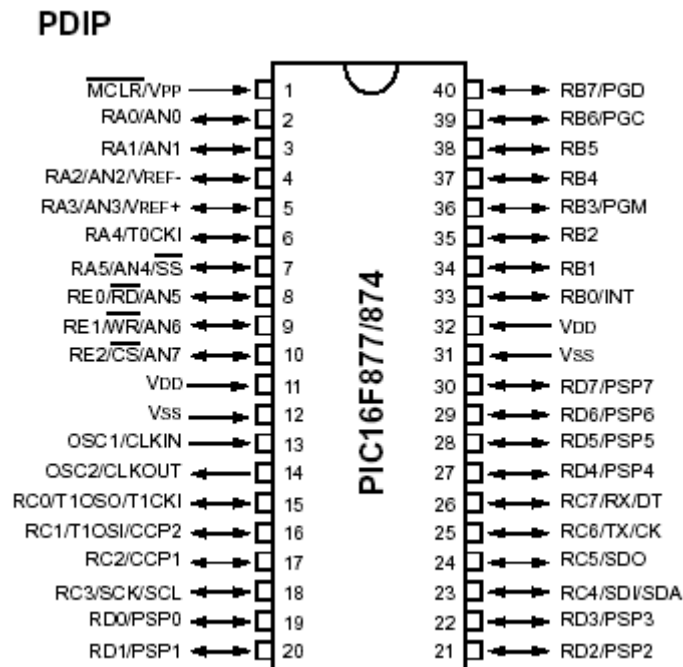 PDIP
MCLR/VPP 1 40 RB7/PGD
RA0/AN0 2 39 RB6/PGC
RA1/AN1 3 38 RB5
RA2/AN2/VREF- 4 37 RB4
RA3/AN3/VREF+ 5 36 RB3/PGM
RA4/T0CKI 6 35 RB2
RA5/AN4/SS 7 34 RB1
RE0/RD/AN5 8 33 RB0/INT
RE1/WR/AN6 9 32 VDD
RE2/CS/AN7 10 31 VSS
VDD 11 30 RD7/PSP7
VSS 12 29 RD6/PSP6
OSC1/CLKIN 13 28 RD5/PSP5
OSC2/CLKOUT 14 27 RD4/PSP4
RC0/T1OSO/T1CKI 15 26 RC7/RX/DT
RC1/T1OSI/CCP2 16 25 RC6/TX/CK
RC2/CCP1 17 24 RC5/SDO
RC3/SCK/SCL 18 23 RC4/SDI/SDA
RD0/PSP0 19 22 RD3/PSP3
RD1/PSP1 20 21 RD2/PSP2
PIC16F877/874